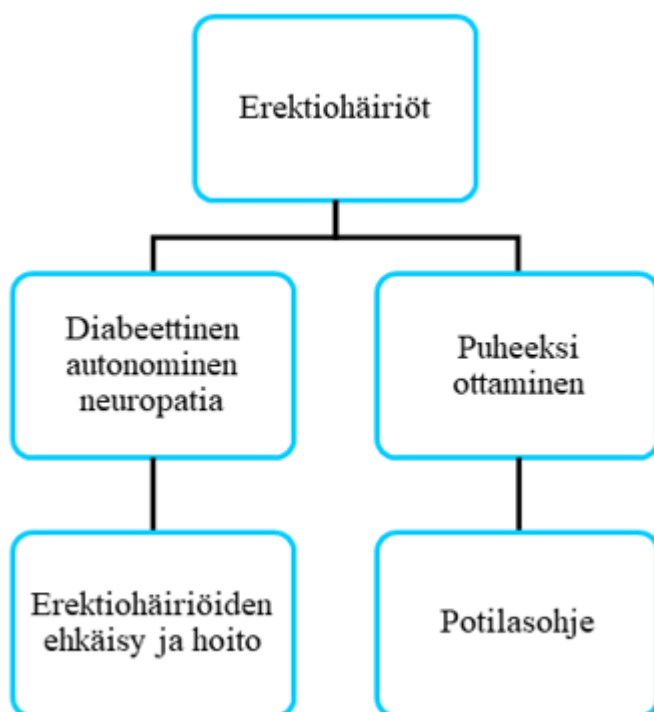 Erektiohäiriöt
Diabeettinen
autonominen
neuropatia
Puheeksi
ottaminen
Erektiohäiriöiden
ehkäisy ja hoito
Potilasohje